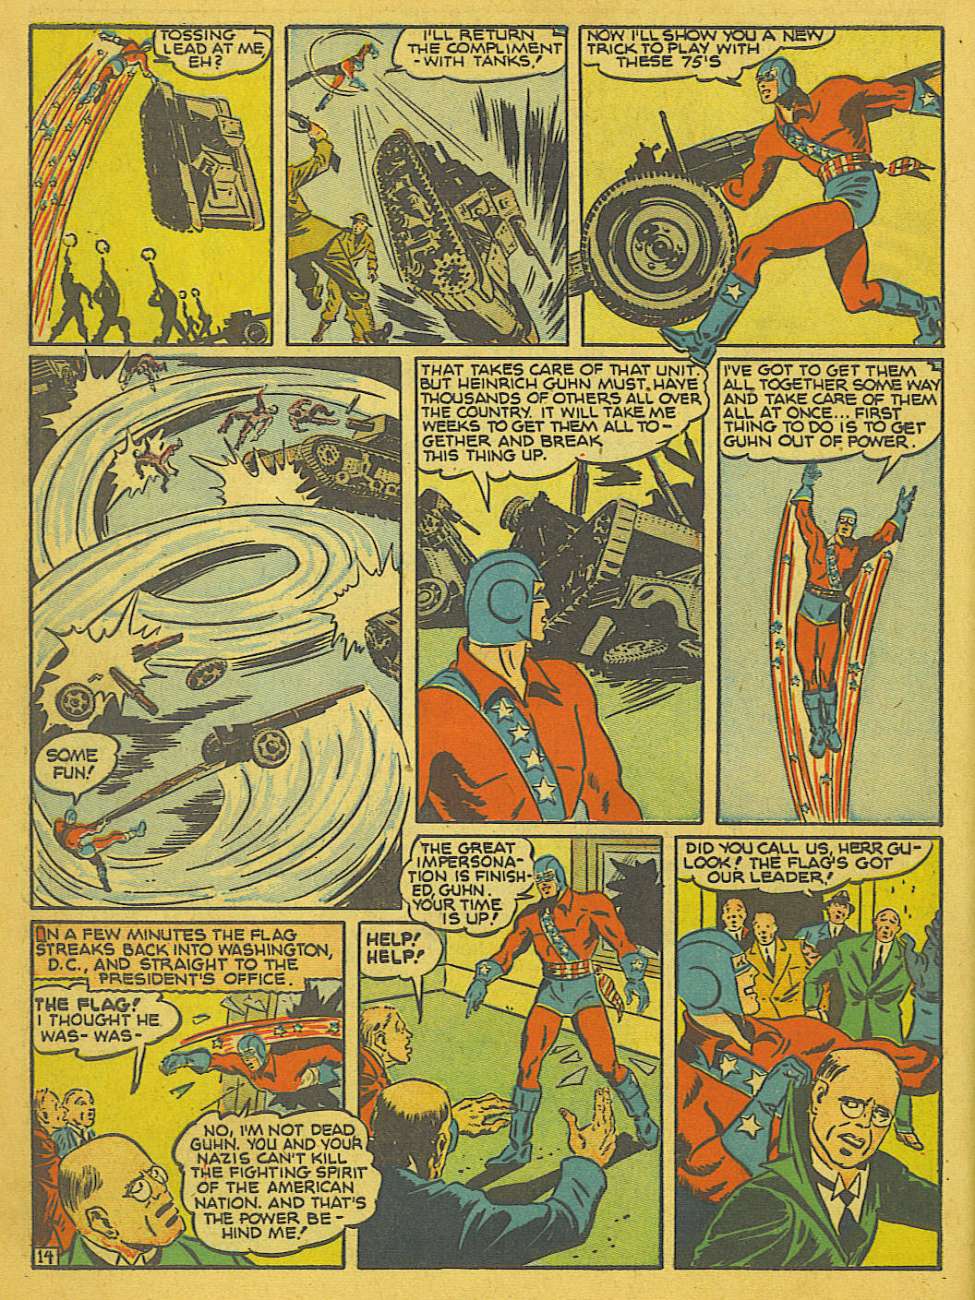 TOSSING
LEAD AT ME,
EH?
I'LL RETURN
THE COMPLIMENT
-WITH TANKS!
NOW I'LL SHOW YOU A NEW
TRICK TO PLAY WITH
THESE 75'S
SOME
FUN!
THAT TAKES CARE OF THAT UNIT.
BUT HEINRICH GUHN MUST HAVE
THOUSANDS OF OTHERS ALL OVER
THE COUNTRY. IT WILL TAKE ME
WEEKS TO GET THEM ALL TO-
GETHER AND BREAK
THIS THING UP.
I'VE GOT TO GET THEM
ALL TOGETHER SOME WAY
AND TAKE CARE OF THEM
ALL AT ONCE... FIRST
THING TO DO IS TO GET
GUHN OUT OF POWER.
IN A FEW MINUTES THE FLAG
STREAKS BACK INTO WASHINGTON,
D.C., AND STRAIGHT TO THE
PRESIDENT'S OFFICE.
THE FLAG!
I THOUGHT HE
WAS- WAS-
NO, I'M NOT DEAD
GUHN. YOU AND YOUR
NAZIS CAN'T KILL
THE FIGHTING SPIRIT
OF THE AMERICAN
NATION. AND THAT'S
THE POWER BE-
HIND ME!
14
THE GREAT
IMPERSONA-
TION IS FINISH-
ED, GUHN.
YOUR TIME
IS UP!
HELP!
HELP!
DID YOU CALL US, HERR GU-
LOOK! THE FLAG'S GOT
OUR LEADER!